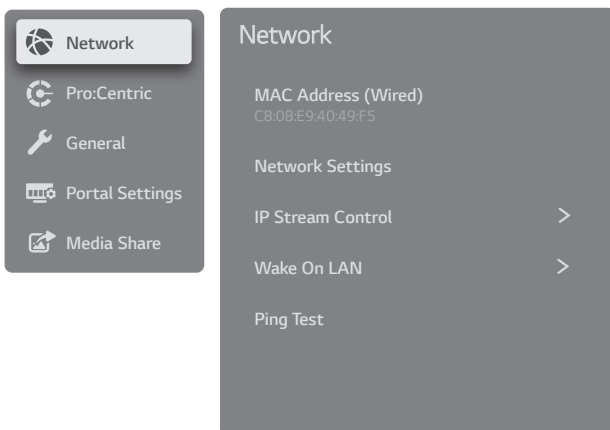 Network
Pro:Centric
General
Portal Settings
Media Share
Network
MAC Address (Wired)
C8:08:E9:40:49:F5
Network Settings
IP Stream Control >
Wake On LAN >
Ping Test